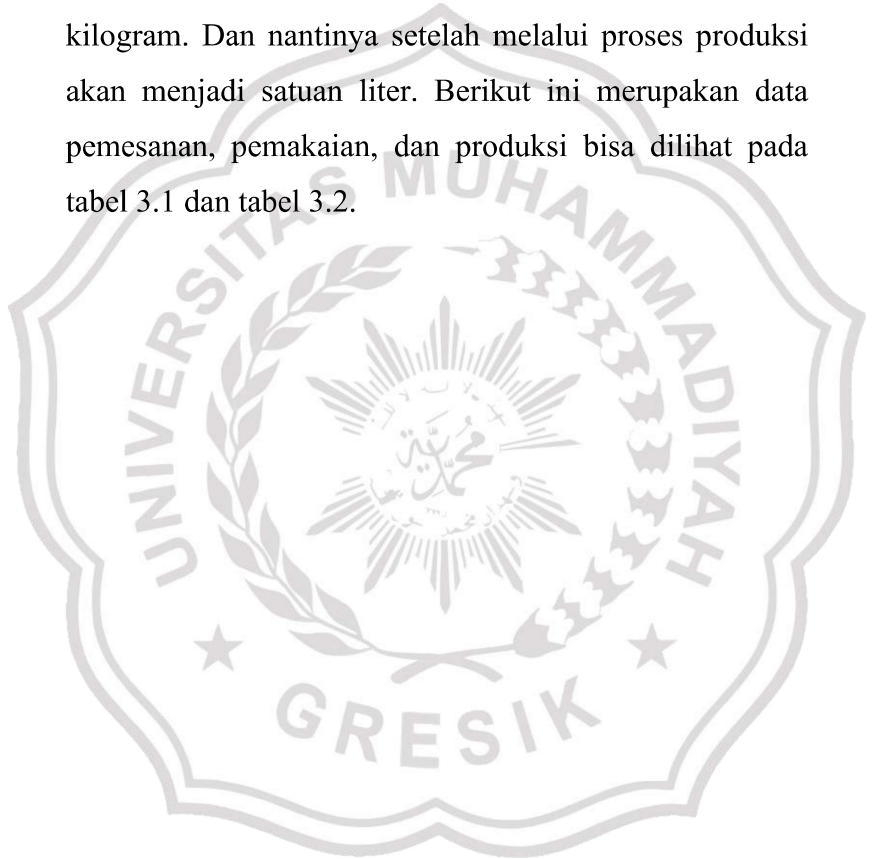 kilogram. Dan nantinya setelah melalui proses produksi
akan menjadi satuan liter. Berikut ini merupakan data
pemesanan, pemakaian, dan produksi bisa dilihat pada
tabel 3.1 dan tabel 3.2.
UNIVERSITAS MUHAMMADIYAH
محمدية
GRESIK